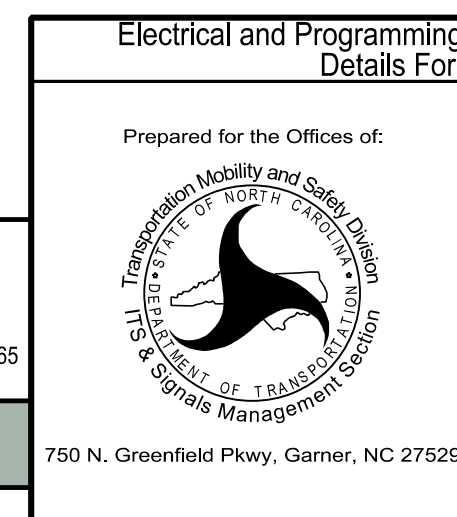 Electrical and Programming
Details For
Prepared for the Offices of:
Transportation Mobility and Safety Division
STATE OF NORTH CAROLINA
DEPARTMENT OF TRANSPORTATION
ITS & Signals Management Section
65
750 N. Greenfield Pkwy, Garner, NC 27529